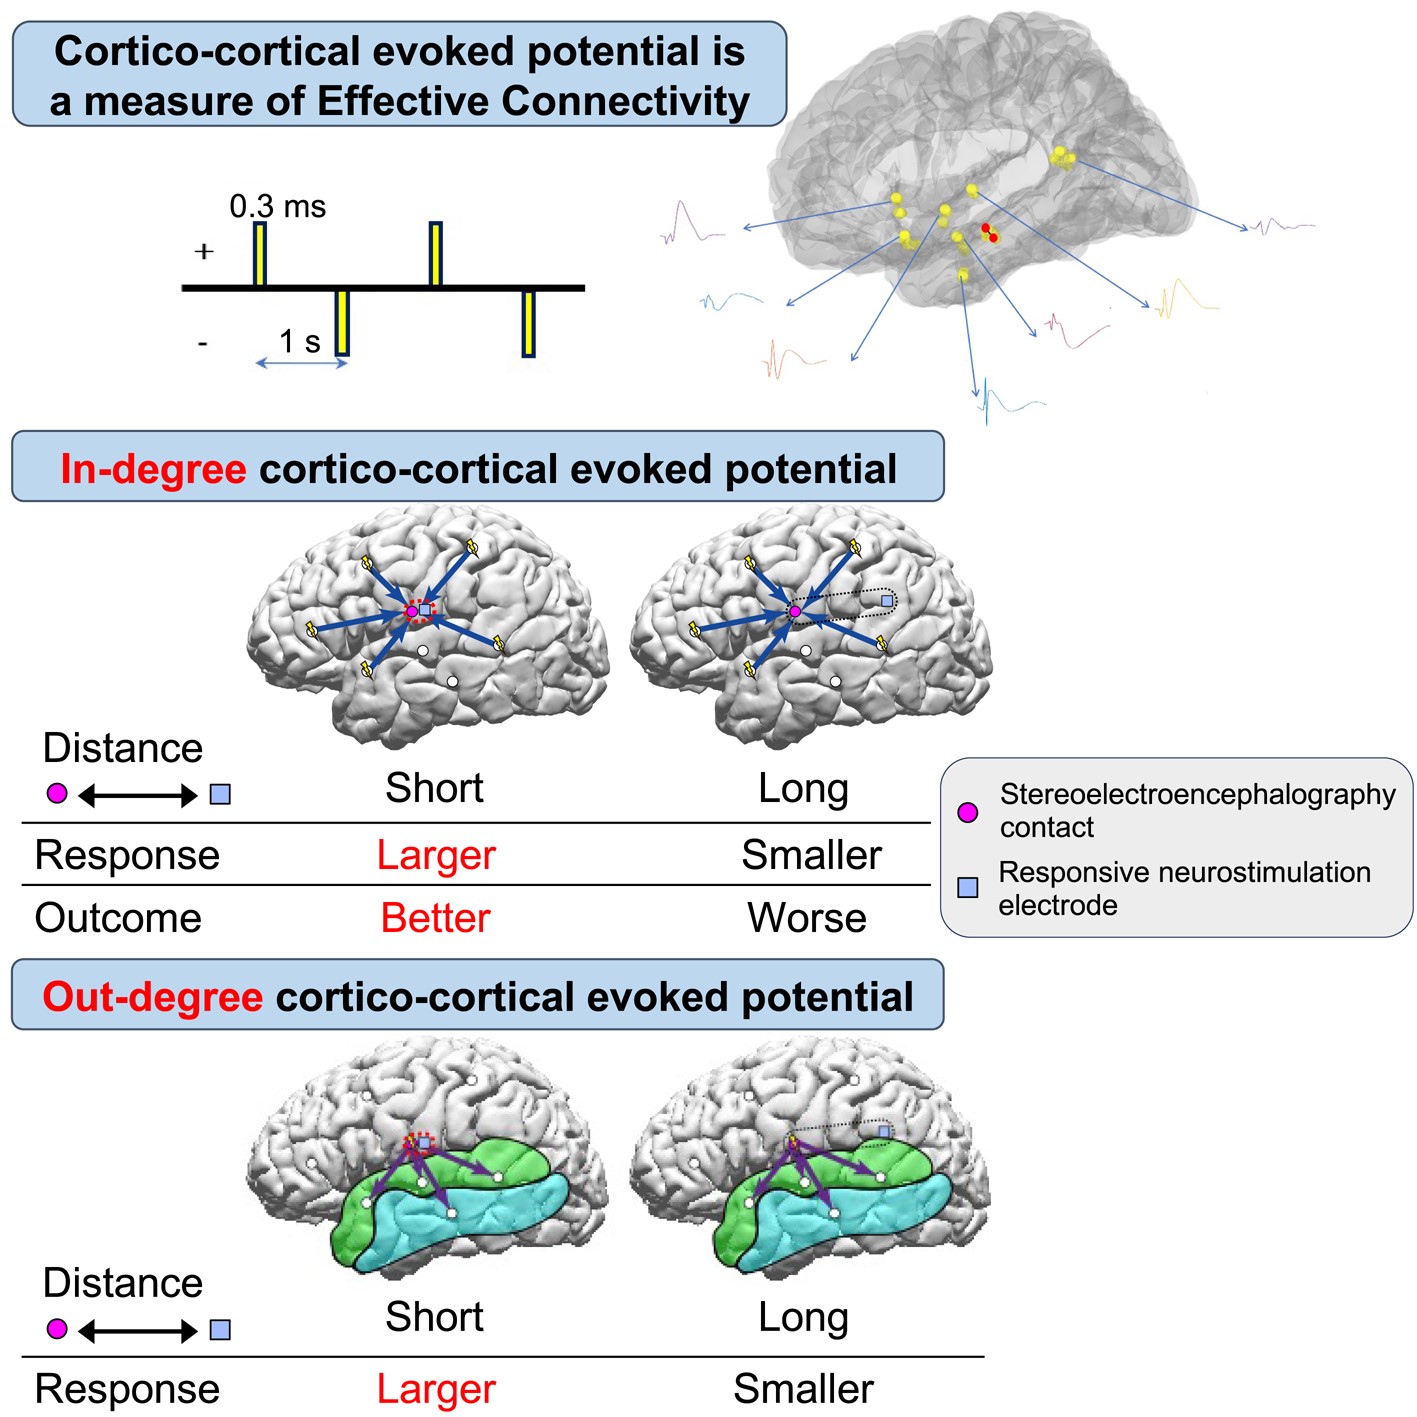 Cortico-cortical evoked potential is
a measure of Effective Connectivity
0.3 ms
+
-
1 s
In-degree cortico-cortical evoked potential
Distance
Short
Long
Response
Larger
Smaller
Outcome
Better
Worse
Stereoelectroencephalography
contact
Responsive neurostimulation
electrode
Out-degree cortico-cortical evoked potential
Distance
Short
Long
Response
Larger
Smaller